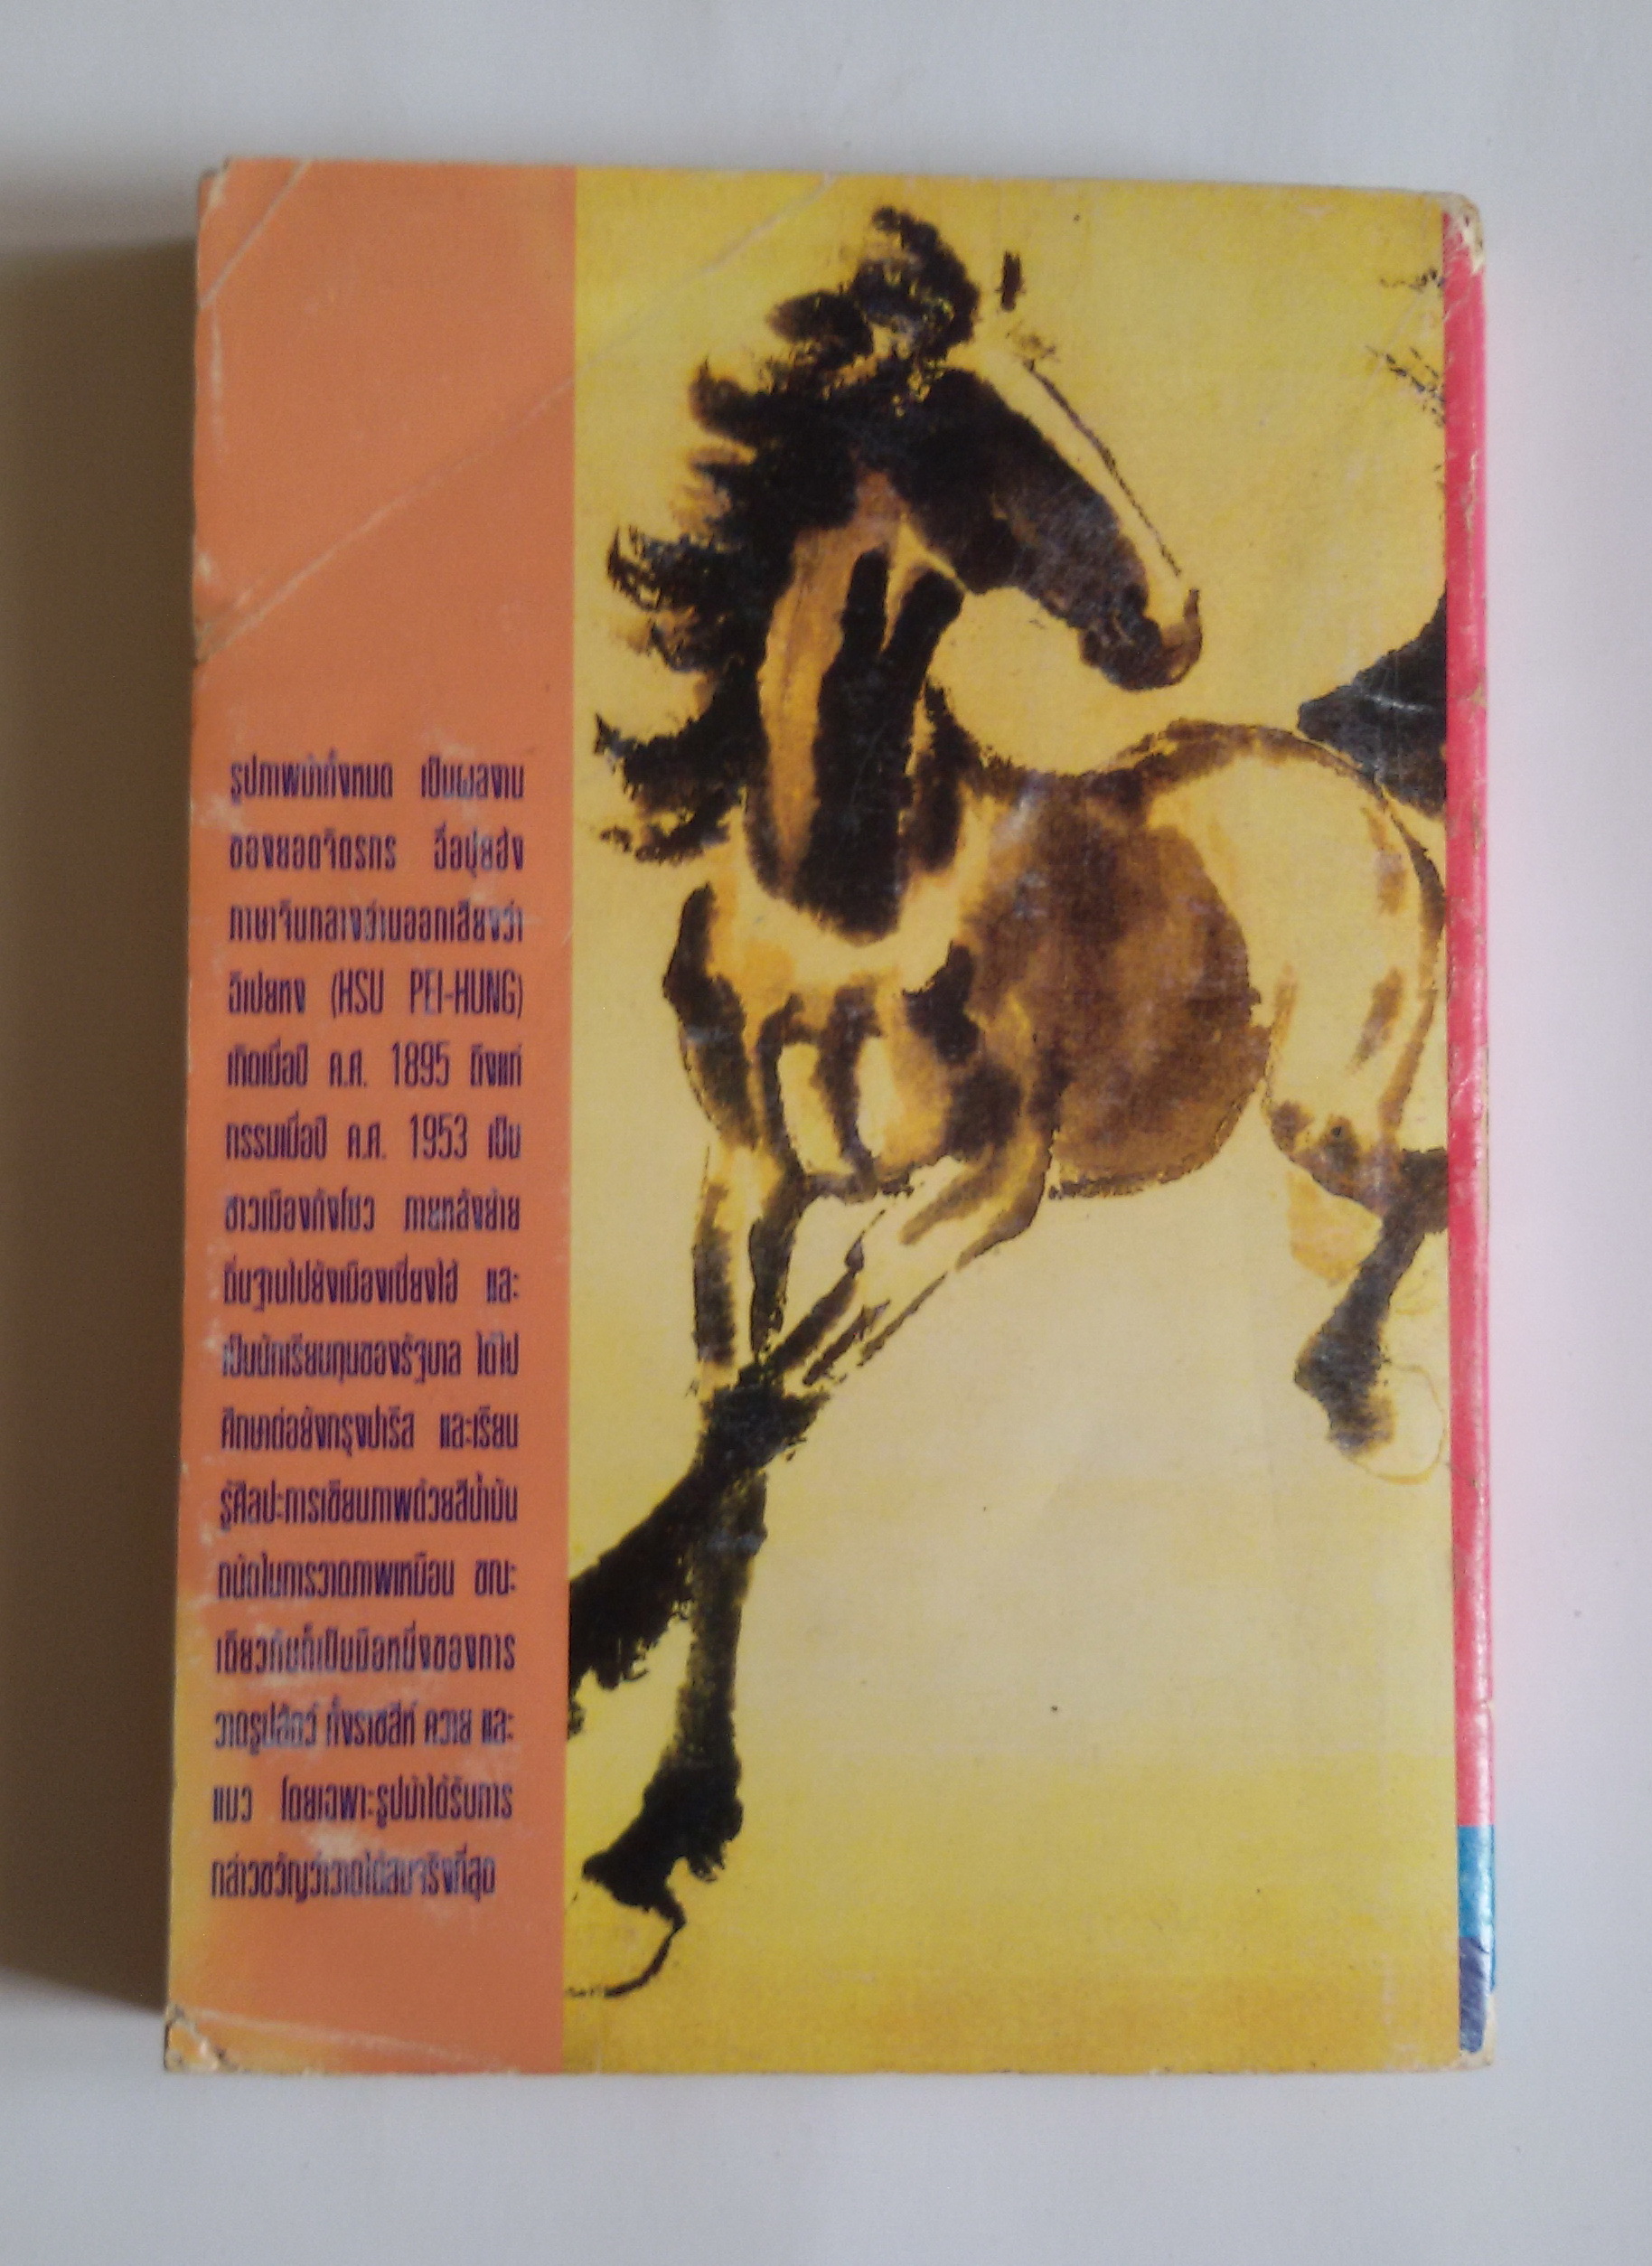 รูปภาพม้าทั้งหมด เป็นผลงาน
ของยอดจิตรกร ฉื่อปุยฮ้ง
ภาษาจีนกลางอ่านออกเสียงว่า
ฉีเปยหง (HSU PEI-HUNG)
เกิดเมื่อปี ค.ศ. 1895 ถึงแก่
กรรมเมื่อปี ค.ศ. 1953 เป็น
ชาวเมืองกังโซว ภายหลังย้าย
ถิ่นฐานไปยังเมืองเซี่ยงไฮ้ และ
เป็นนักเรียนทุนของรัฐบาล ได้ไป
ศึกษาต่อยังกรุงปารีส และเรียน
รู้ศิลปะการเขียนภาพด้วยสีน้ำมัน
ถนัดในการวาดภาพเหมือน ขณะ
เดียวกันก็เป็นมือหนึ่งของการ
วาดรูปสัตว์ ทั้งราชสีห์ ควาย และ
แมว โดยเฉพาะรูปม้าได้รับการ
กล่าวขวัญว่าวาดได้สมจริงที่สุด